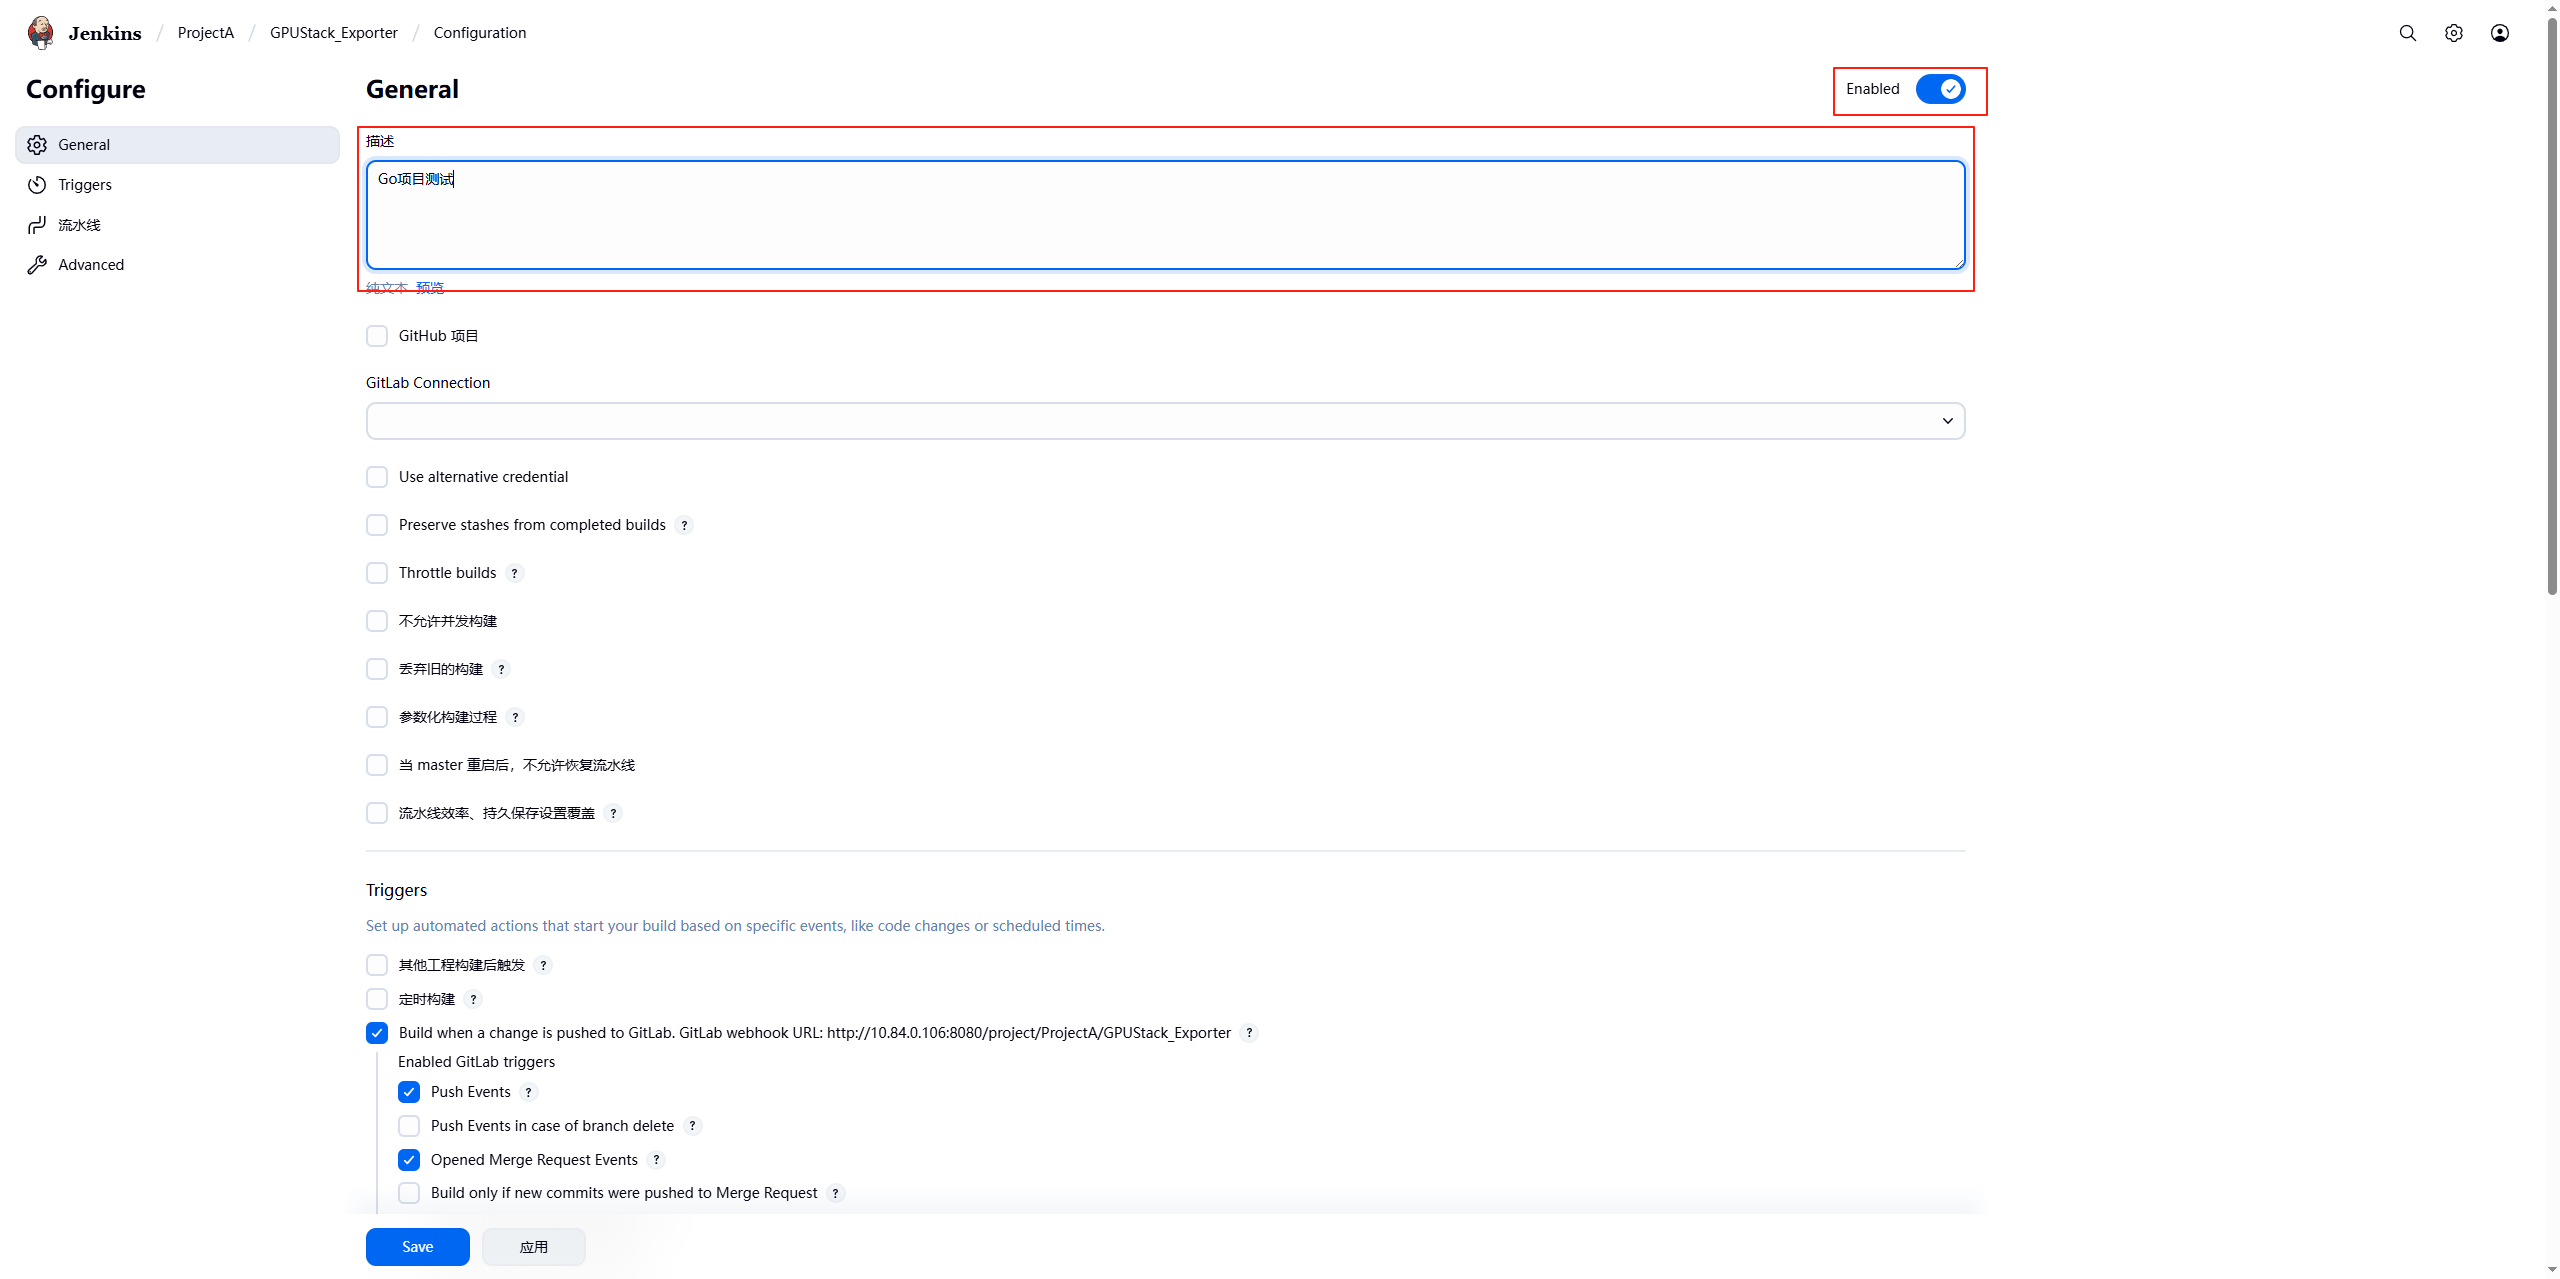 Jenkins / ProjectA / GPUStack_Exporter / Configuration
Configure
General
Triggers
流水线
Advanced
General
Enabled
描述
Go项目测试
纯文本 预览
GitHub 项目
GitLab Connection
Use alternative credential
Preserve stashes from completed builds ?
Throttle builds ?
不允许并发构建
丢弃旧的构建 ?
参数化构建过程 ?
当 master 重启后，不允许恢复流水线
流水线效率、持久保存设置覆盖 ?
Triggers
Set up automated actions that start your build based on specific events, like code changes or scheduled times.
其他工程构建后触发 ?
定时构建 ?
Build when a change is pushed to GitLab. GitLab webhook URL: http://10.84.0.106:8080/project/ProjectA/GPUStack_Exporter ?
Enabled GitLab triggers
Push Events ?
Push Events in case of branch delete ?
Opened Merge Request Events ?
Build only if new commits were pushed to Merge Request ?
Save 应用